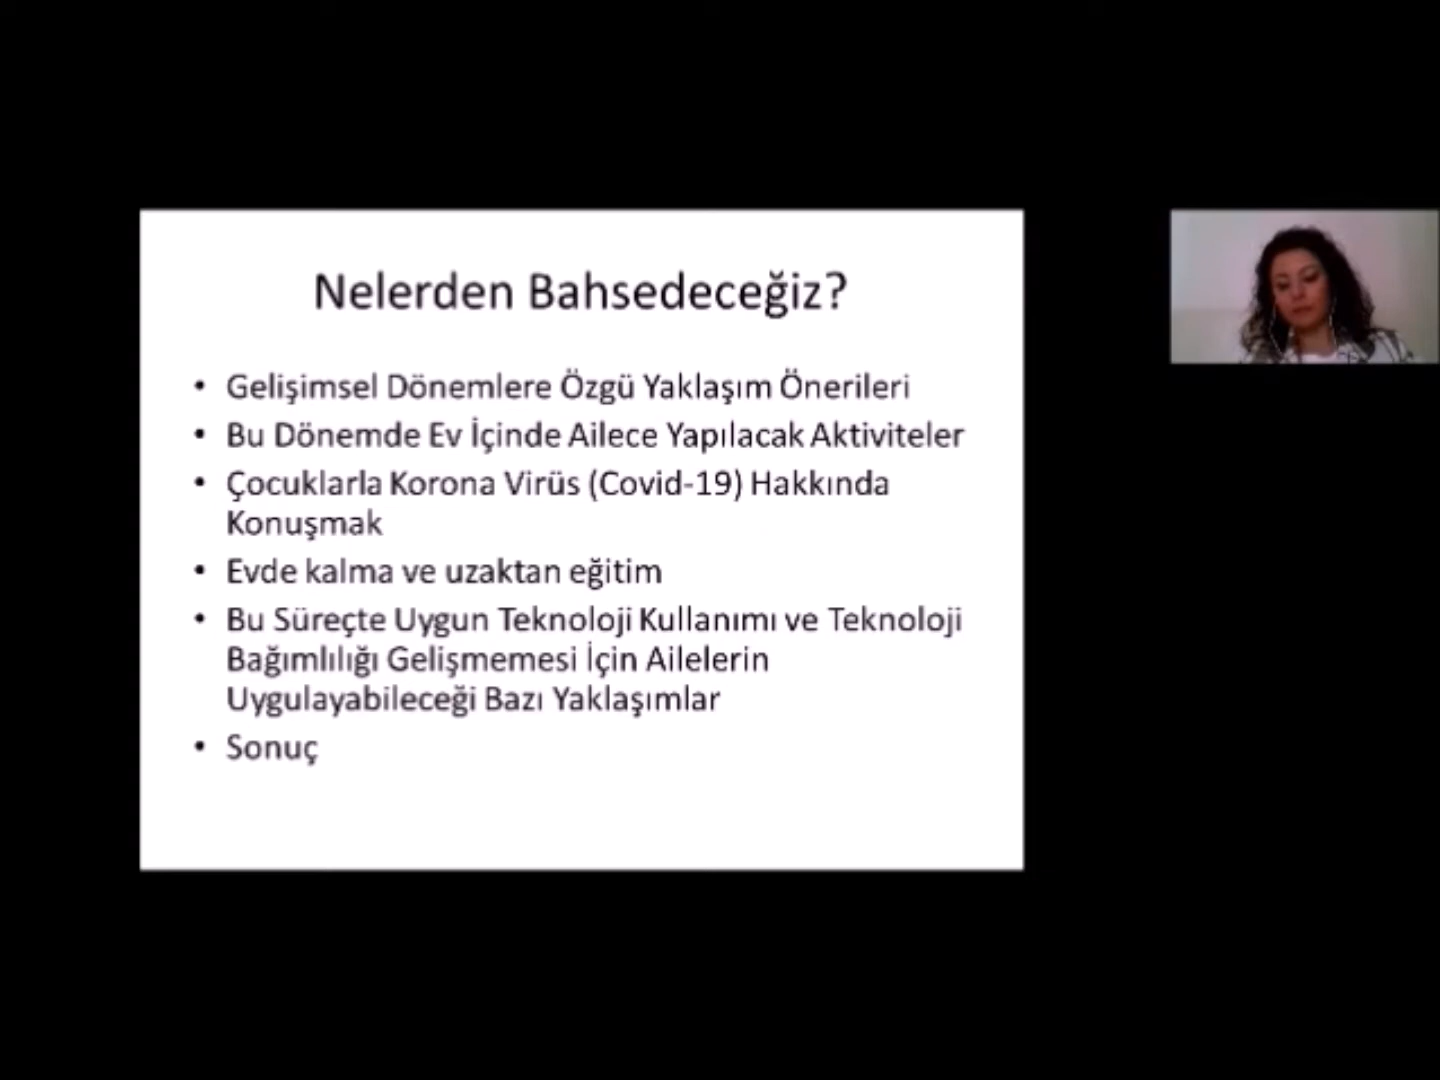 Nelerden Bahsedeceğiz?
• Gelişimsel Dönemlere Özgü Yaklaşım Önerileri
• Bu Dönemde Ev İçinde Ailece Yapılacak Aktiviteler
• Çocuklarla Korona Virüs (Covid-19) Hakkında
Konuşmak
• Evde kalma ve uzaktan eğitim
• Bu Süreçte Uygun Teknoloji Kullanımı ve Teknoloji
Bağımlılığı Gelişmemesi İçin Ailelerin
Uygulayabileceği Bazı Yaklaşımlar
• Sonuç